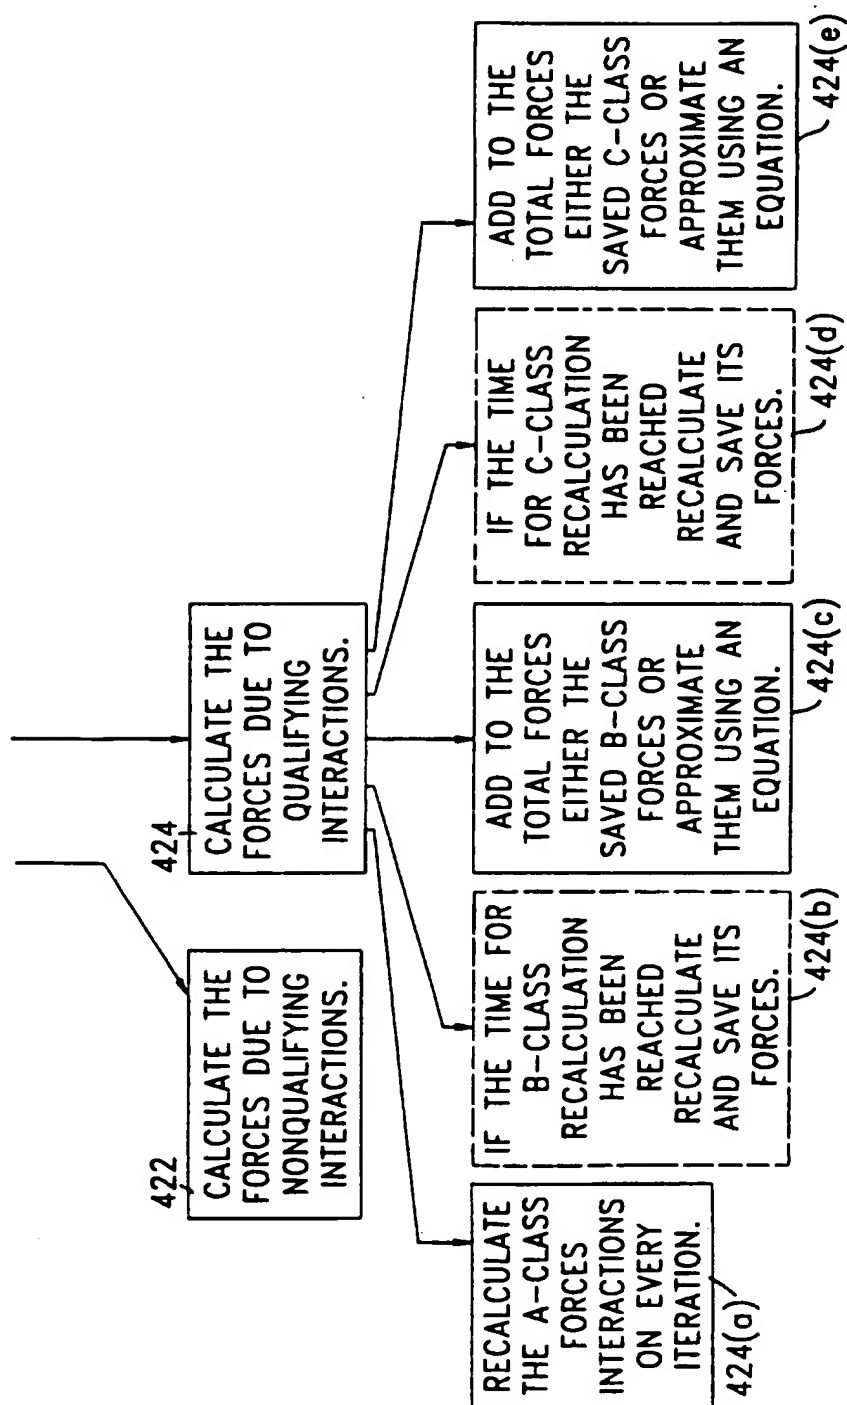 422
CALCULATE THE
FORCES DUE TO
NONQUALIFYING
INTERACTIONS.
424
CALCULATE THE
FORCES DUE TO
QUALIFYING
INTERACTIONS.
RECALCULATE
THE A-CLASS
FORCES
INTERACTIONS
ON EVERY
ITERATION.
424(a)
IF THE TIME FOR
B-CLASS
RECALCULATION
HAS BEEN
REACHED
RECALCULATE
AND SAVE ITS
FORCES.
424(b)
ADD TO THE
TOTAL FORCES
EITHER THE
SAVED B-CLASS
FORCES OR
APPROXIMATE
THEM USING AN
EQUATION.
424(c)
IF THE TIME
FOR C-CLASS
RECALCULATION
HAS BEEN
REACHED
RECALCULATE
AND SAVE ITS
FORCES.
424(d)
ADD TO THE
TOTAL FORCES
EITHER THE
SAVED C-CLASS
FORCES OR
APPROXIMATE
THEM USING AN
EQUATION.
424(e)